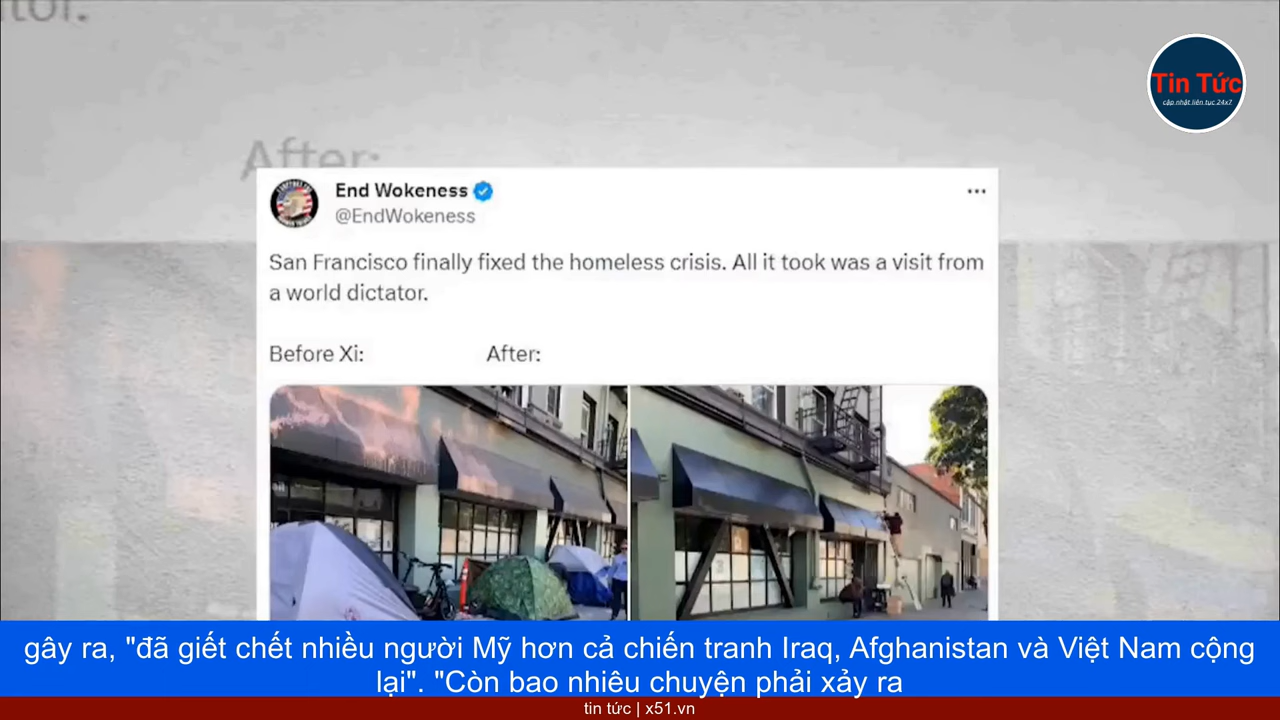 After:
Tin Tức
cập.nhật.liên.tục.24x7
End Wokeness
@EndWokeness
San Francisco finally fixed the homeless crisis. All it took was a visit from
a world dictator.
Before Xi: After:
gây ra, "đã giết chết nhiều người Mỹ hơn cả chiến tranh Iraq, Afghanistan và Việt Nam cộng
lại". "Còn bao nhiêu chuyện phải xảy ra
tin tức | x51.vn